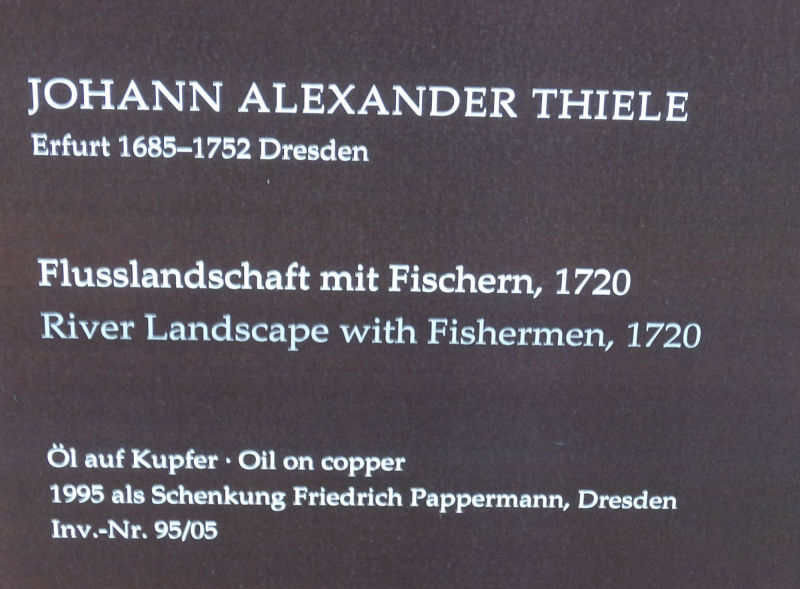 JOHANN ALEXANDER THIELE
Erfurt 1685–1752 Dresden
Flusslandschaft mit Fischern, 1720
River Landscape with Fishermen, 1720
Öl auf Kupfer · Oil on copper
1995 als Schenkung Friedrich Pappermann, Dresden
Inv.-Nr. 95/05